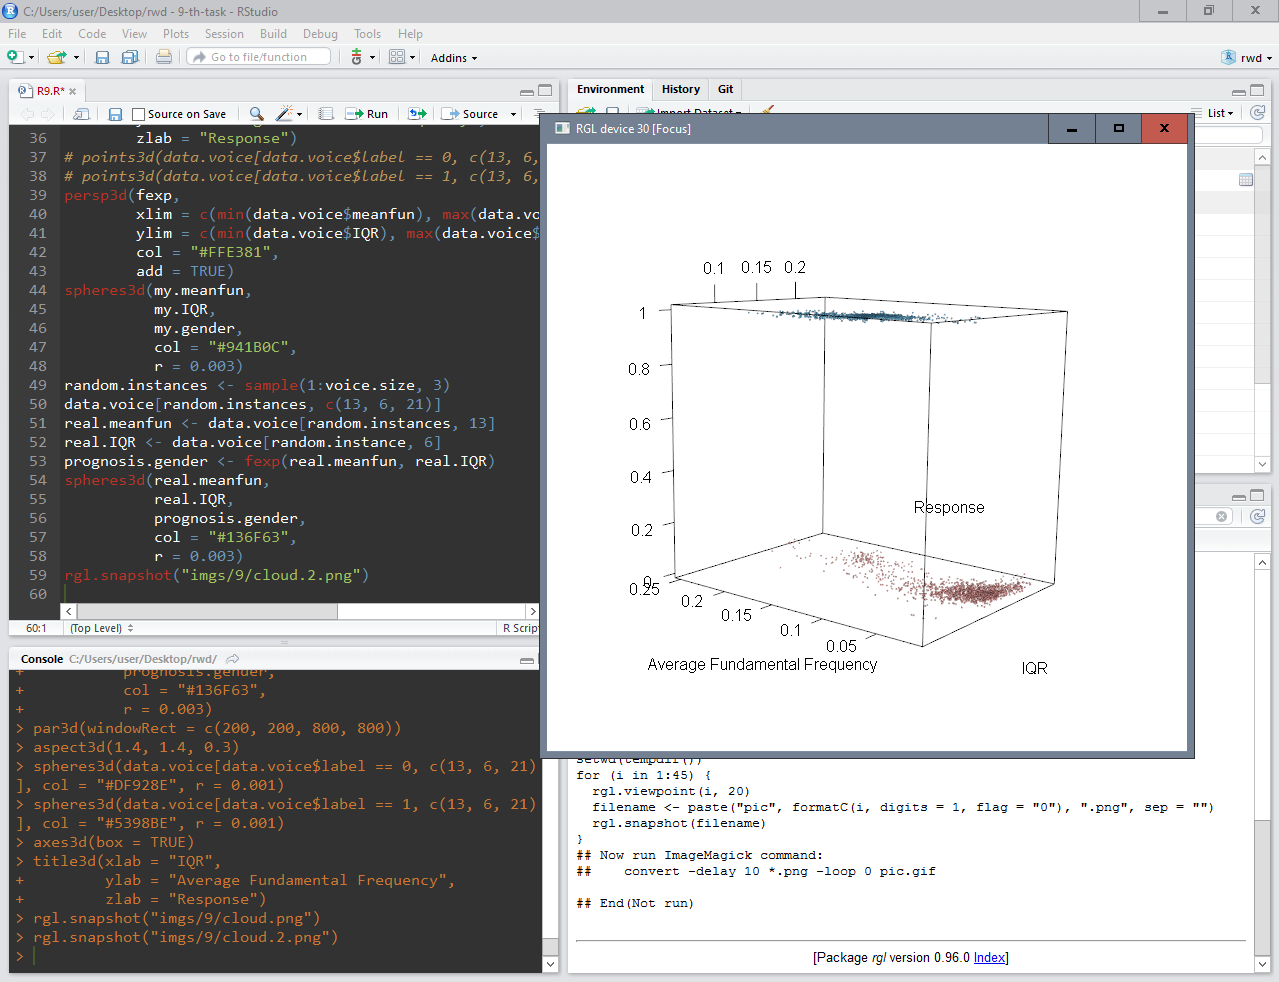 C:/Users/user/Desktop/rwd - 9-th-task - RStudio
File Edit Code View Plots Session Build Debug Tools Help
Go to file/function Addins rwd
R9.R*
Source on Save Run Source
36 zlab = "Response")
37 # points3d(data.voice[data.voice$label == 0, c(13, 6,
38 # points3d(data.voice[data.voice$label == 1, c(13, 6,
39 persp3d(fexp,
40 xlim = c(min(data.voice$meanfun), max(data.vo
41 ylim = c(min(data.voice$IQR), max(data.voice$
42 col = "#FFE381",
43 add = TRUE)
44 spheres3d(my.meanfun,
45 my.IQR,
46 my.gender,
47 col = "#941B0C",
48 r = 0.003)
49 random.instances <- sample(1:voice.size, 3)
50 data.voice[random.instances, c(13, 6, 21)]
51 real.meanfun <- data.voice[random.instances, 13]
52 real.IQR <- data.voice[random.instance, 6]
53 prognosis.gender <- fexp(real.meanfun, real.IQR)
54 spheres3d(real.meanfun,
55 real.IQR,
56 prognosis.gender,
57 col = "#136F63",
58 r = 0.003)
59 rgl.snapshot("imgs/9/cloud.2.png")
60
60:1 (Top Level) R Script
Console C:/Users/user/Desktop/rwd/
+ prognosis.gender,
+ col = "#136F63",
+ r = 0.003)
> par3d(windowRect = c(200, 200, 800, 800))
> aspect3d(1.4, 1.4, 0.3)
> spheres3d(data.voice[data.voice$label == 0, c(13, 6, 21)
], col = "#DF928E", r = 0.001)
> spheres3d(data.voice[data.voice$label == 1, c(13, 6, 21)
], col = "#5398BE", r = 0.001)
> axes3d(box = TRUE)
> title3d(xlab = "IQR",
+ ylab = "Average Fundamental Frequency",
+ zlab = "Response")
> rgl.snapshot("imgs/9/cloud.png")
> rgl.snapshot("imgs/9/cloud.2.png")
>
Environment History Git
Import Dataset List
RGL device 30 [Focus]
0.1 0.15 0.2
1
0.8
0.6
0.4
0.2
0
Response
0.25
0.2
0.15
0.1
0.05
Average Fundamental Frequency
IQR
setwd(tempdir())
for (i in 1:45) {
rgl.viewpoint(i, 20)
filename <- paste("pic", formatC(i, digits = 1, flag = "0"), ".png", sep = "")
rgl.snapshot(filename)
}
## Now run ImageMagick command:
## convert -delay 10 *.png -loop 0 pic.gif
## End(Not run)
[Package rgl version 0.96.0 Index]